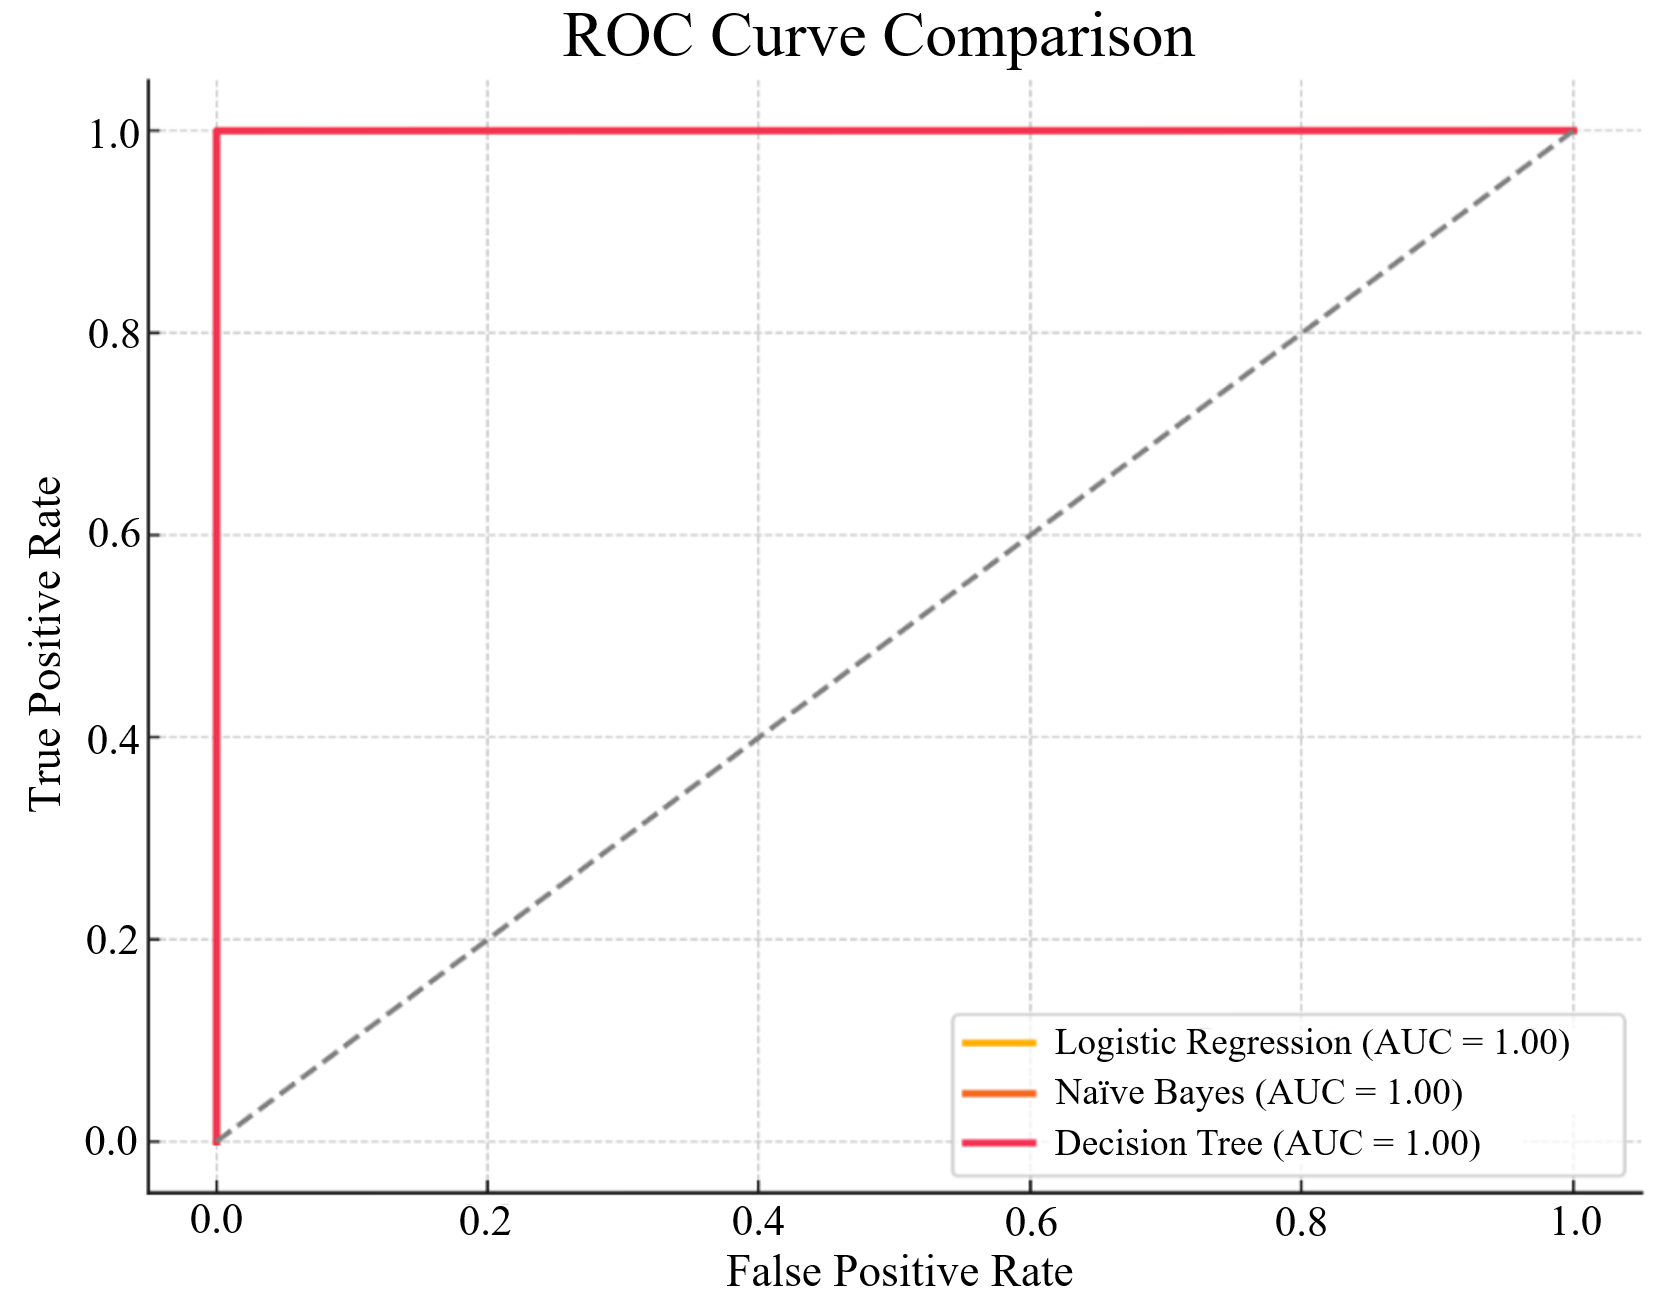 ROC Curve Comparison
1.0
0.8
0.6
0.4
0.2
0.0
True Positive Rate
Logistic Regression (AUC = 1.00)
Naïve Bayes (AUC = 1.00)
Decision Tree (AUC = 1.00)
0.0 0.2 0.4 0.6 0.8 1.0
False Positive Rate